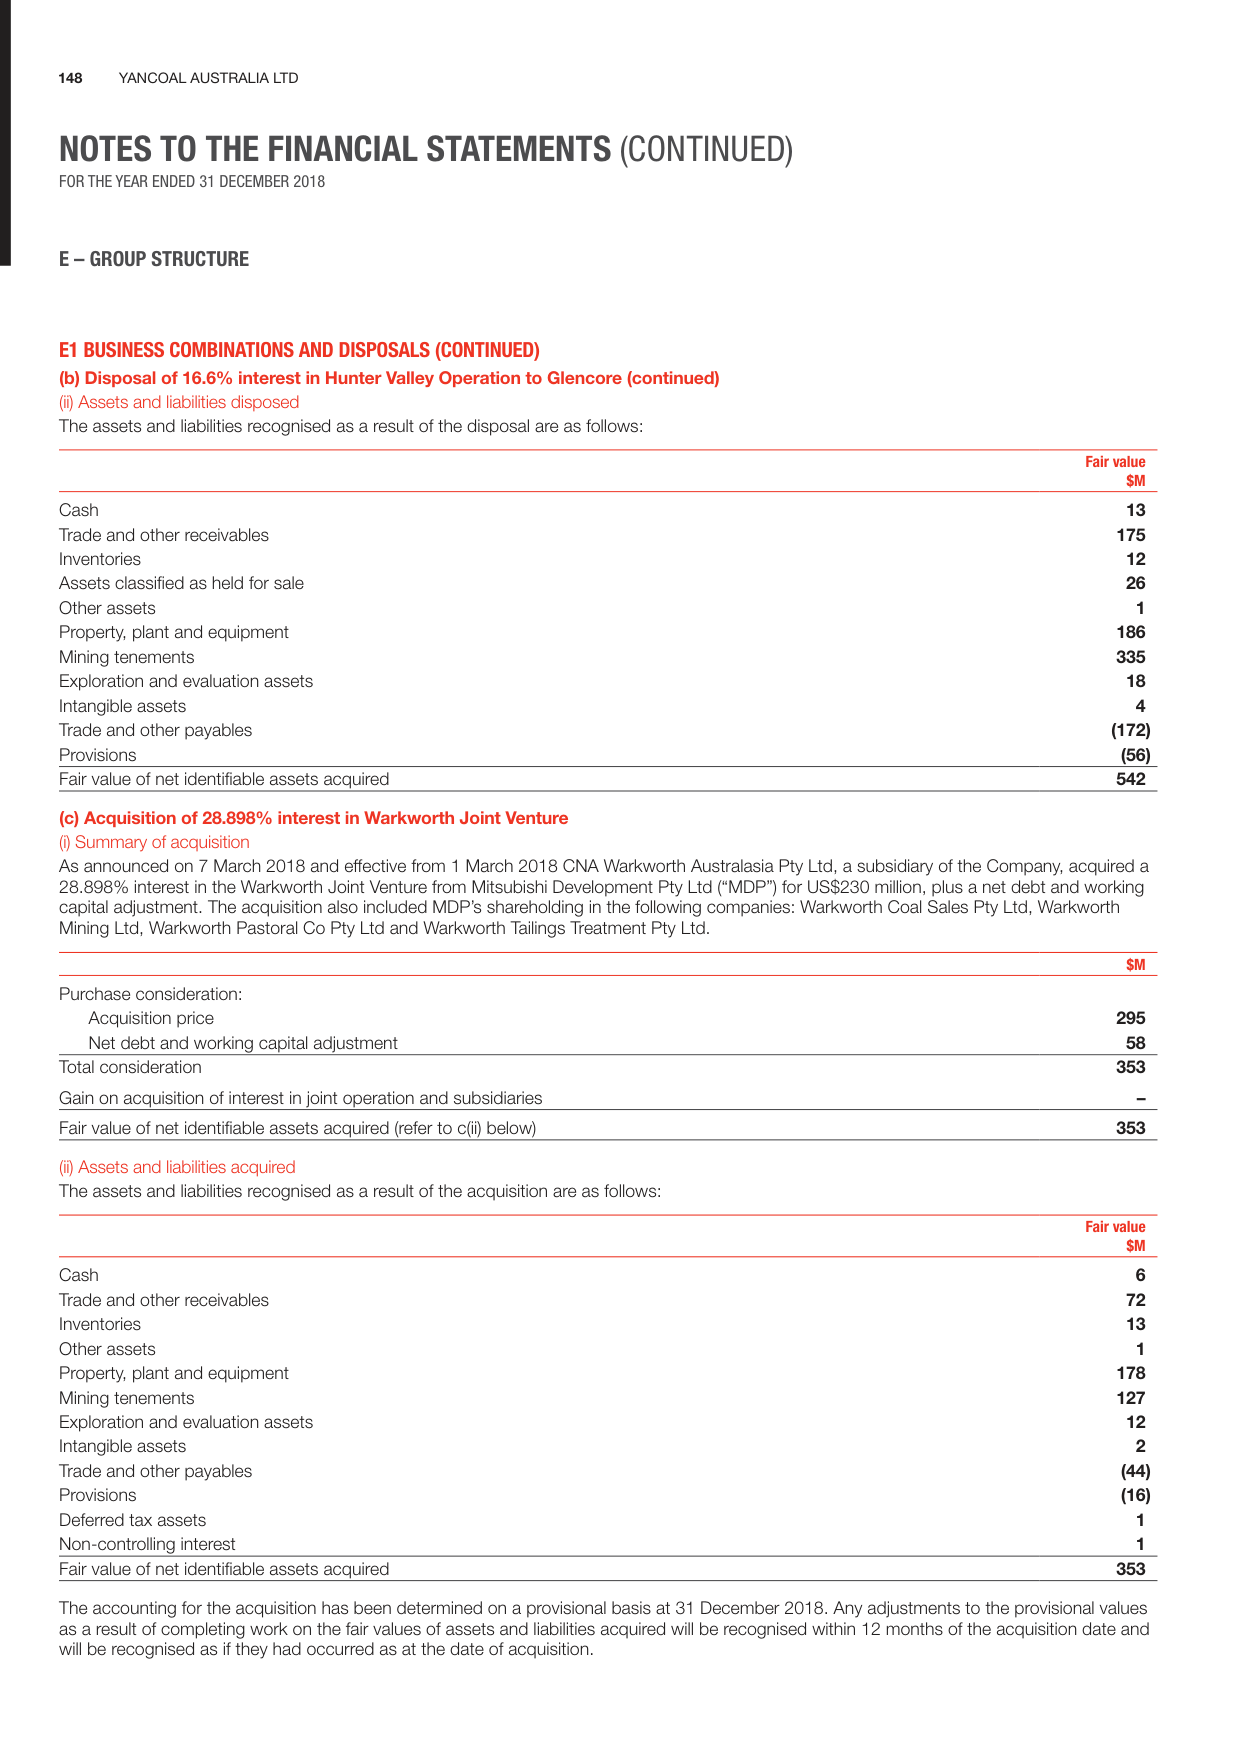 148 YANCOAL AUSTRALIA LTD
NOTES TO THE FINANCIAL STATEMENTS (CONTINUED)
FOR THE YEAR ENDED 31 DECEMBER 2018
E – GROUP STRUCTURE
E1 BUSINESS COMBINATIONS AND DISPOSALS (CONTINUED)
(b) Disposal of 16.6% interest in Hunter Valley Operation to Glencore (continued)
(ii) Assets and liabilities disposed
The assets and liabilities recognised as a result of the disposal are as follows:
Fair value
$M
Cash 13
Trade and other receivables 175
Inventories 12
Assets classified as held for sale 26
Other assets 1
Property, plant and equipment 186
Mining tenements 335
Exploration and evaluation assets 18
Intangible assets 4
Trade and other payables (172)
Provisions (56)
Fair value of net identifiable assets acquired 542
(c) Acquisition of 28.898% interest in Warkworth Joint Venture
(i) Summary of acquisition
As announced on 7 March 2018 and effective from 1 March 2018 CNA Warkworth Australasia Pty Ltd, a subsidiary of the Company, acquired a
28.898% interest in the Warkworth Joint Venture from Mitsubishi Development Pty Ltd (“MDP”) for US$230 million, plus a net debt and working
capital adjustment. The acquisition also included MDP’s shareholding in the following companies: Warkworth Coal Sales Pty Ltd, Warkworth
Mining Ltd, Warkworth Pastoral Co Pty Ltd and Warkworth Tailings Treatment Pty Ltd.
$M
Purchase consideration:
Acquisition price 295
Net debt and working capital adjustment 58
Total consideration 353
Gain on acquisition of interest in joint operation and subsidiaries –
Fair value of net identifiable assets acquired (refer to c(ii) below) 353
(ii) Assets and liabilities acquired
The assets and liabilities recognised as a result of the acquisition are as follows:
Fair value
$M
Cash 6
Trade and other receivables 72
Inventories 13
Other assets 1
Property, plant and equipment 178
Mining tenements 127
Exploration and evaluation assets 12
Intangible assets 2
Trade and other payables (44)
Provisions (16)
Deferred tax assets 1
Non-controlling interest 1
Fair value of net identifiable assets acquired 353
The accounting for the acquisition has been determined on a provisional basis at 31 December 2018. Any adjustments to the provisional values
as a result of completing work on the fair values of assets and liabilities acquired will be recognised within 12 months of the acquisition date and
will be recognised as if they had occurred as at the date of acquisition.